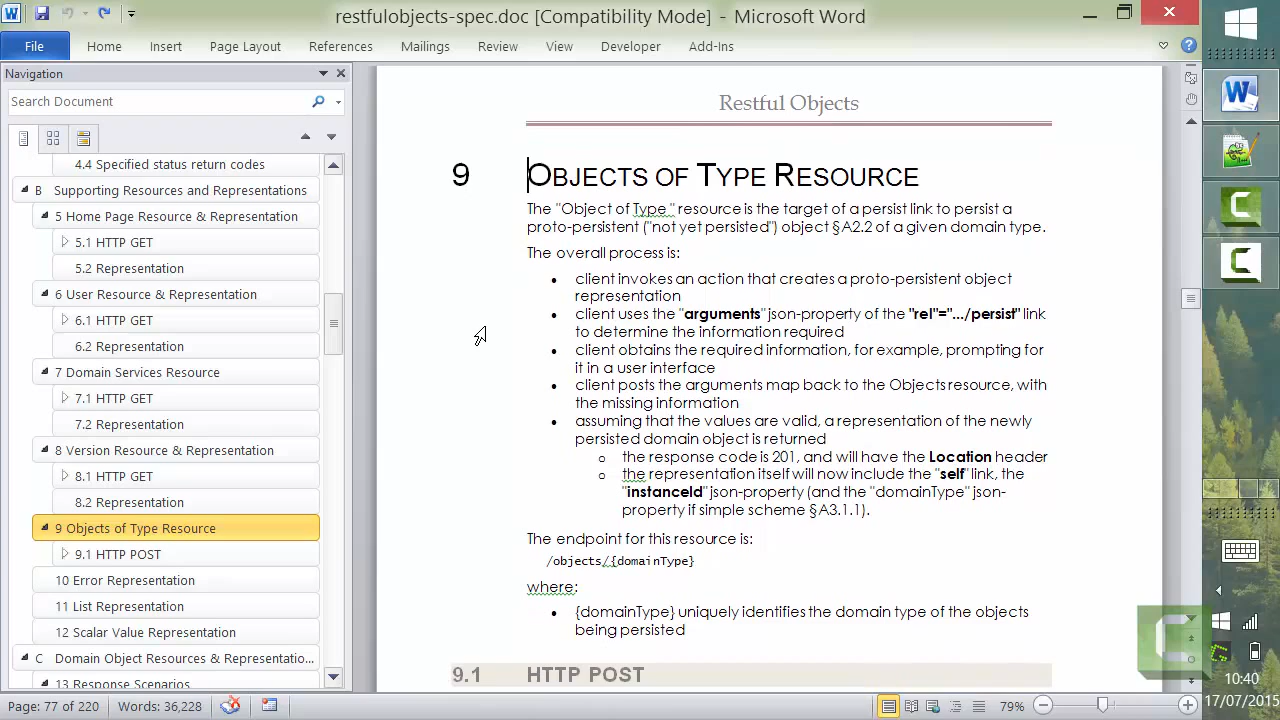 restfulobjects-spec.doc [Compatibility Mode] - Microsoft Word
File Home Insert Page Layout References Mailings Review View Developer Add-Ins
Navigation
Search Document
4.4 Specified status return codes
B Supporting Resources and Representations
5 Home Page Resource & Representation
5.1 HTTP GET
5.2 Representation
6 User Resource & Representation
6.1 HTTP GET
6.2 Representation
7 Domain Services Resource
7.1 HTTP GET
7.2 Representation
8 Version Resource & Representation
8.1 HTTP GET
8.2 Representation
9 Objects of Type Resource
9.1 HTTP POST
10 Error Representation
11 List Representation
12 Scalar Value Representation
C Domain Object Resources & Representatio...
13 Response Scenarios
Restful Objects
9 OBJECTS OF TYPE RESOURCE
The "Object of Type " resource is the target of a persist link to persist a
proto-persistent ("not yet persisted") object §A2.2 of a given domain type.
The overall process is:
• client invokes an action that creates a proto-persistent object
representation
• client uses the "arguments" json-property of the "rel"=".../persist" link
to determine the information required
• client obtains the required information, for example, prompting for
it in a user interface
• client posts the arguments map back to the Objects resource, with
the missing information
• assuming that the values are valid, a representation of the newly
persisted domain object is returned
o the response code is 201, and will have the Location header
o the representation itself will now include the "self" link, the
"instanceId" json-property (and the "domainType" json-
property if simple scheme §A3.1.1).
The endpoint for this resource is:
/objects/{domainType}
where:
• {domainType} uniquely identifies the domain type of the objects
being persisted
9.1 HTTP POST
Page: 77 of 220 Words: 36,228 79%
10:40
17/07/2015